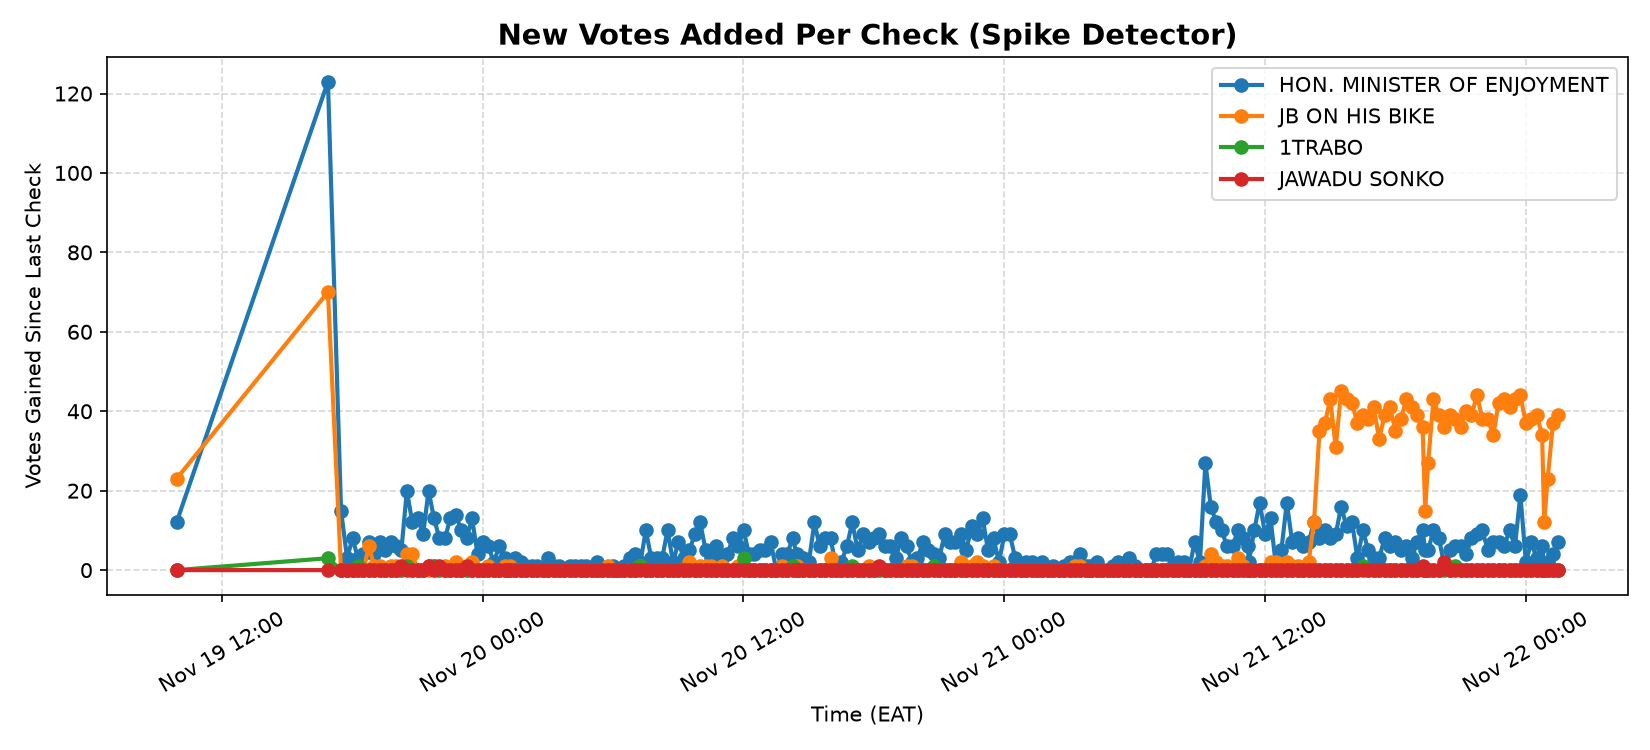 New Votes Added Per Check (Spike Detector)
HON. MINISTER OF ENJOYMENT
JB ON HIS BIKE
1TRABO
JAWADU SONKO
Votes Gained Since Last Check
120
100
80
60
40
20
0
Nov 19 12:00
Nov 20 00:00
Nov 20 12:00
Nov 21 00:00
Nov 21 12:00
Nov 22 00:00
Time (EAT)